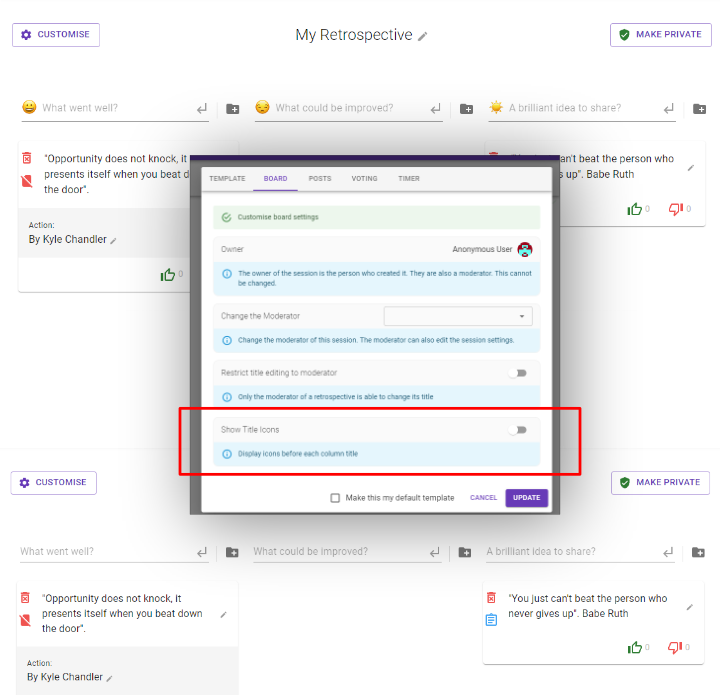 CUSTOMISE
My Retrospective
MAKE PRIVATE
What went well?
What could be improved?
A brilliant idea to share?
"Opportunity does not knock, it
presents itself when you beat d
the door".
Action:
By Kyle Chandler
0
can't beat the person who
s up". Babe Ruth
0
0
TEMPLATE
BOARD
POSTS
VOTING
TIMER
Customise board settings
Owner
Anonymous User
The owner of the session is the person who created it. They are also a moderator. This cannot
be changed.
Change the Moderator
Change the moderator of this session. The moderator can also edit the session settings.
Restrict title editing to moderator
Only the moderator of a retrospective is able to change its title
Show Title Icons
Display icons before each column title
Make this my default template
CANCEL
UPDATE
CUSTOMISE
MAKE PRIVATE
What went well?
What could be improved?
A brilliant idea to share?
"Opportunity does not knock, it
presents itself when you beat down
the door".
Action:
By Kyle Chandler
"You just can't beat the person who
never gives up". Babe Ruth
0
0